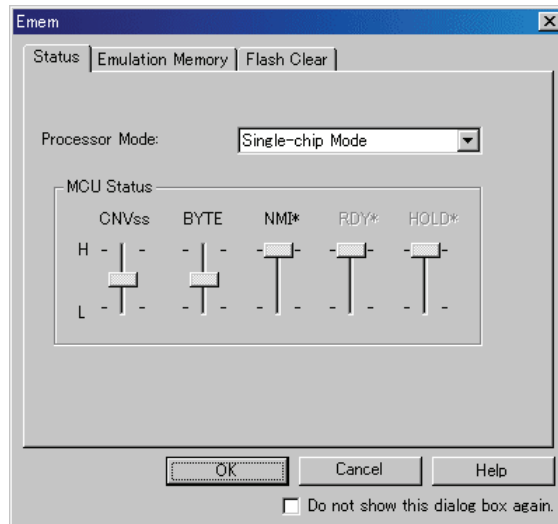 Emem
Status Emulation Memory Flash Clear
Processor Mode: Single-chip Mode
MCU Status
CNVss BYTE NMI* RDY* HOLD*
H
L
OK Cancel Help
Do not show this dialog box again.